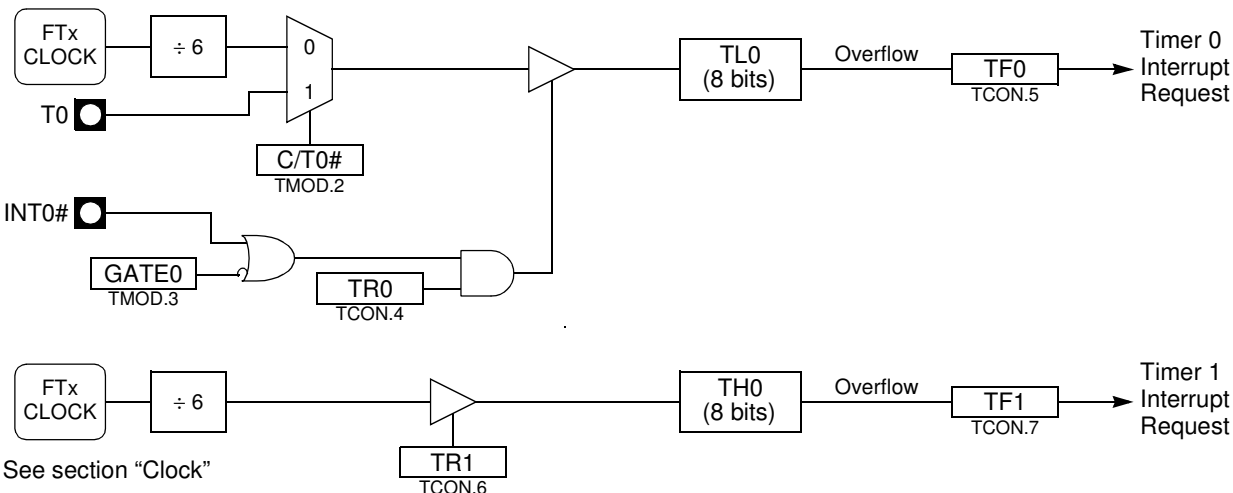 FTx
CLOCK
÷ 6
0
1
T0
C/T0#
TMOD.2
TL0
(8 bits)
Overflow
TF0
TCON.5
Timer 0
Interrupt
Request
INT0#
GATE0
TMOD.3
TR0
TCON.4
FTx
CLOCK
÷ 6
TR1
TCON.6
TH0
(8 bits)
Overflow
TF1
TCON.7
Timer 1
Interrupt
Request
See section “Clock”